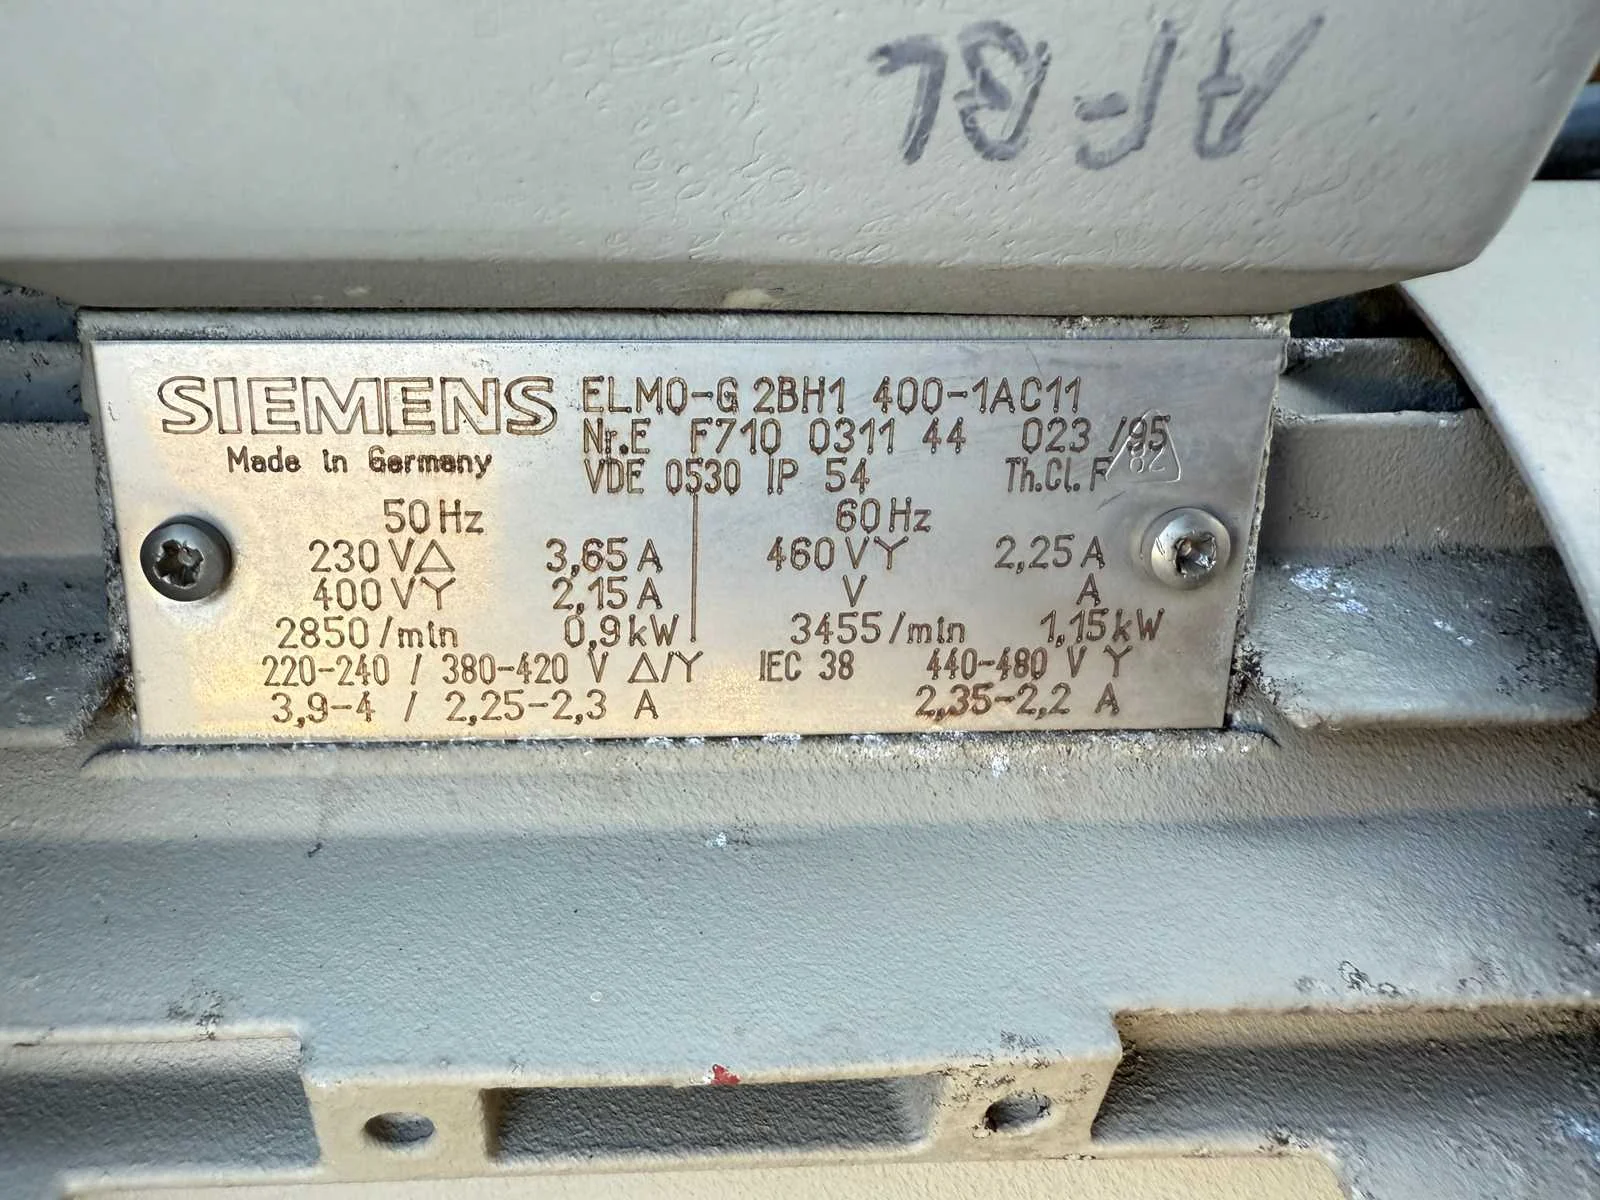 AF-BL
SIEMENS
Made in Germany
ELMO-G 2BH1 400-1AC11
Nr.E F710 0311 44 023 /95
VDE 0530 IP 54 Th.Cl.F
50Hz 60Hz
230V△ 3,65A 460VY 2,25A
400VY 2,15A V A
2850/min 0,9kW 3455/min 1,15kW
220-240 / 380-420 V △/Y IEC 38 440-480 V Y
3,9-4 / 2,25-2,3 A 2,35-2,2 A